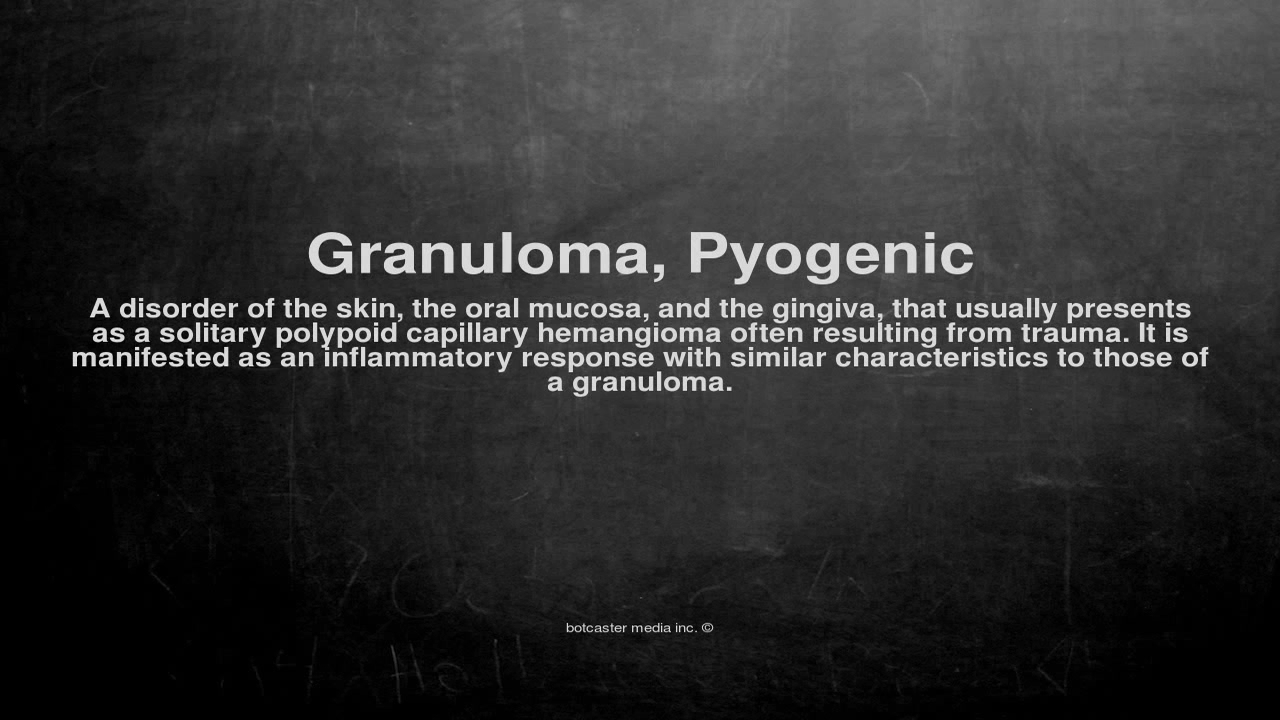 Granuloma, Pyogenic
A disorder of the skin, the oral mucosa, and the gingiva, that usually presents
as a solitary polypoid capillary hemangioma often resulting from trauma. It is
manifested as an inflammatory response with similar characteristics to those of
a granuloma.
botcaster media inc. ©